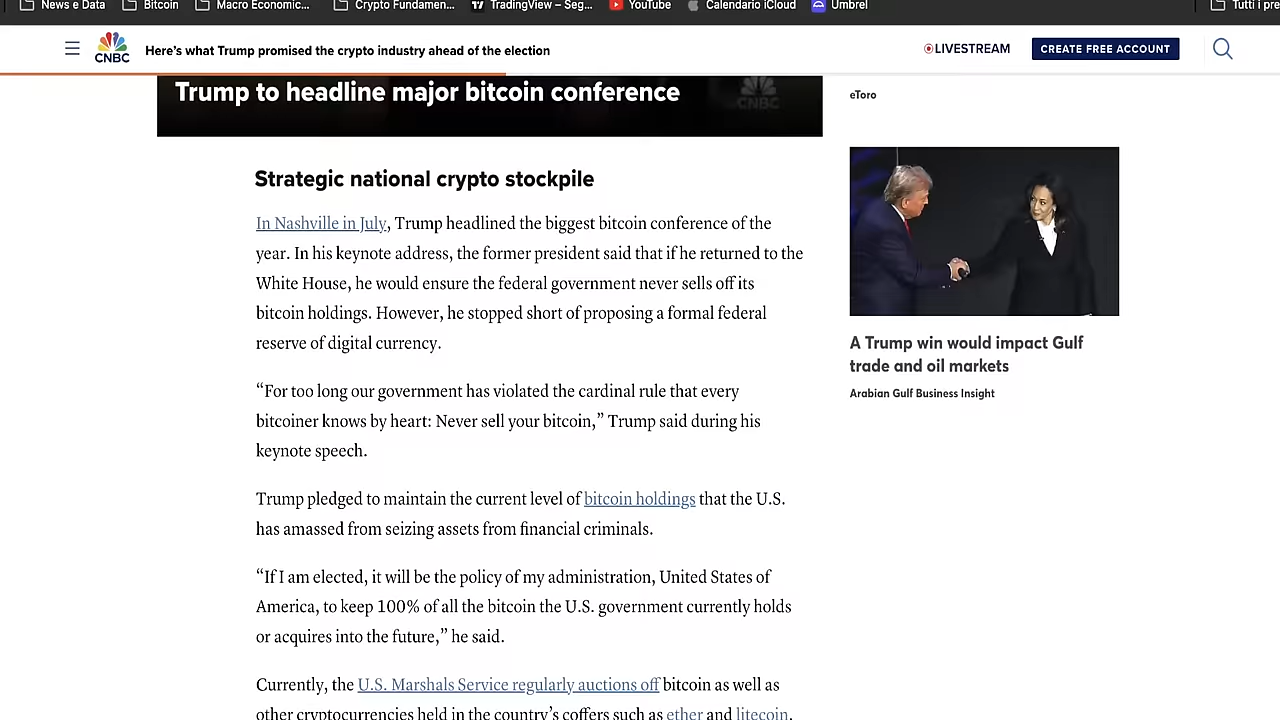 News e Data Bitcoin Macro Economic... Crypto Fundamen... TradingView – Seg... YouTube Calendario iCloud Umbrel Tutti i pre
CNBC
Here's what Trump promised the crypto industry ahead of the election
LIVESTREAM CREATE FREE ACCOUNT
Trump to headline major bitcoin conference
CNBC
eToro
Strategic national crypto stockpile
In Nashville in July, Trump headlined the biggest bitcoin conference of the
year. In his keynote address, the former president said that if he returned to the
White House, he would ensure the federal government never sells off its
bitcoin holdings. However, he stopped short of proposing a formal federal
reserve of digital currency.
“For too long our government has violated the cardinal rule that every
bitcoiner knows by heart: Never sell your bitcoin,” Trump said during his
keynote speech.
Trump pledged to maintain the current level of bitcoin holdings that the U.S.
has amassed from seizing assets from financial criminals.
“If I am elected, it will be the policy of my administration, United States of
America, to keep 100% of all the bitcoin the U.S. government currently holds
or acquires into the future,” he said.
Currently, the U.S. Marshals Service regularly auctions off bitcoin as well as
other cryptocurrencies held in the country’s coffers such as ether and litecoin.
A Trump win would impact Gulf
trade and oil markets
Arabian Gulf Business Insight